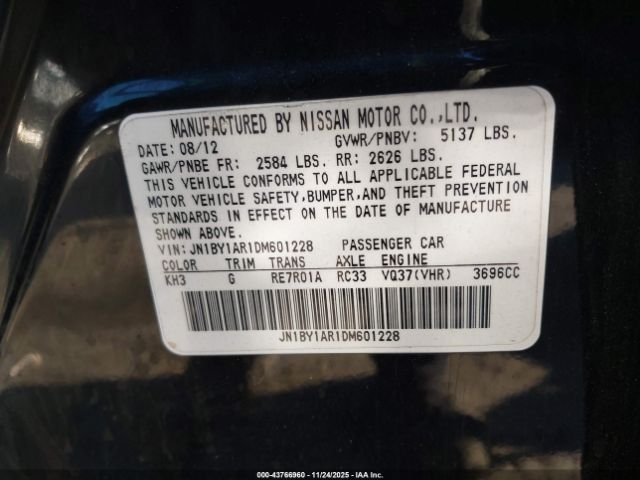 MANUFACTURED BY NISSAN MOTOR CO.,LTD.
DATE: 08/12 GVWR/PNBV: 5137 LBS.
GAWR/PNBE FR: 2584 LBS. RR: 2626 LBS.
THIS VEHICLE CONFORMS TO ALL APPLICABLE FEDERAL
MOTOR VEHICLE SAFETY,BUMPER,AND THEFT PREVENTION
STANDARDS IN EFFECT ON THE DATE OF MANUFACTURE
SHOWN ABOVE.
VIN: JN1BY1AR1DM601228 PASSENGER CAR
COLOR TRIM TRANS AXLE ENGINE
KH3 G RE7R01A RC33 VQ37(VHR) 3696CC
JN1BY1AR1DM601228
000-43766960 - 11/24/2025 - IAAI.COM